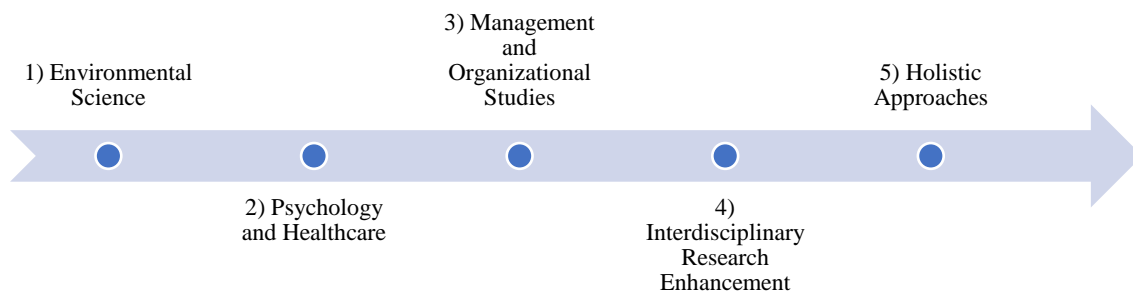 1) Environmental
Science
2) Psychology
and Healthcare
3) Management
and
Organizational
Studies
4)
Interdisciplinary
Research
Enhancement
5) Holistic
Approaches